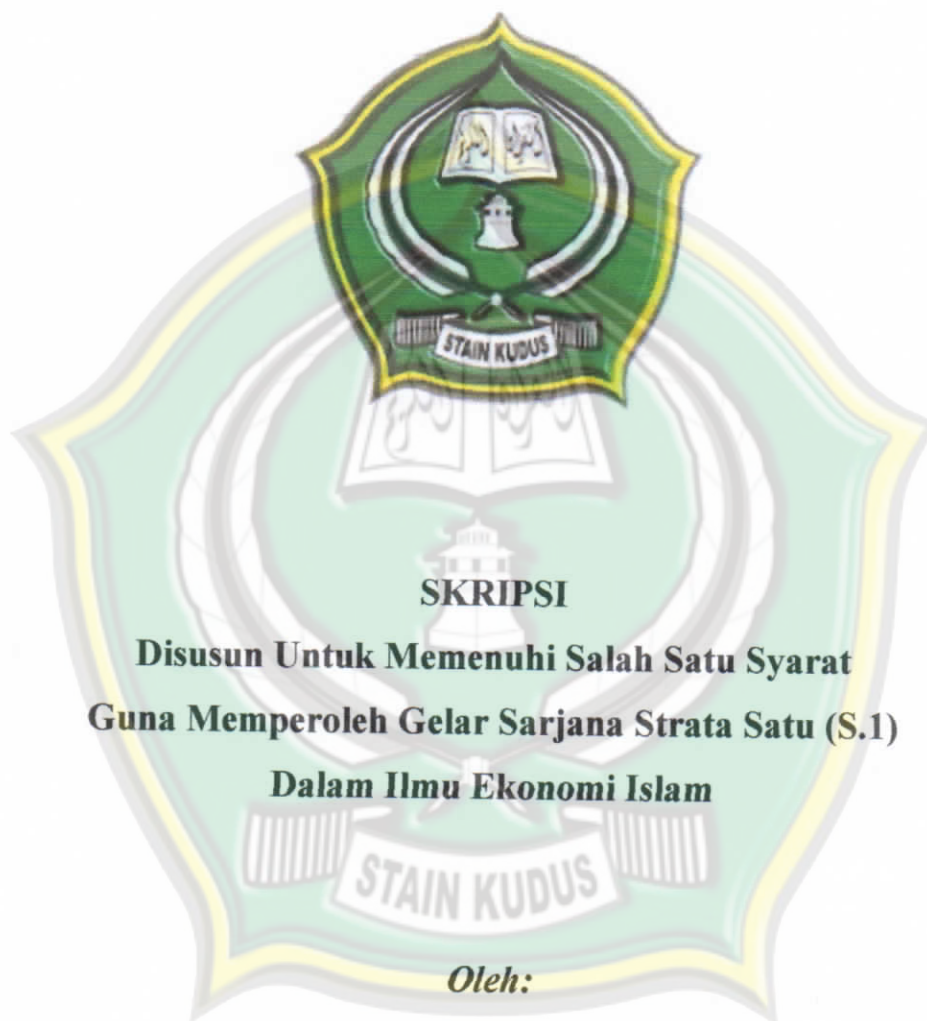 STAIN KUDUS
SKRIPSI
Disusun Untuk Memenuhi Salah Satu Syarat
Guna Memperoleh Gelar Sarjana Strata Satu (S.1)
Dalam Ilmu Ekonomi Islam
STAIN KUDUS
Oleh: